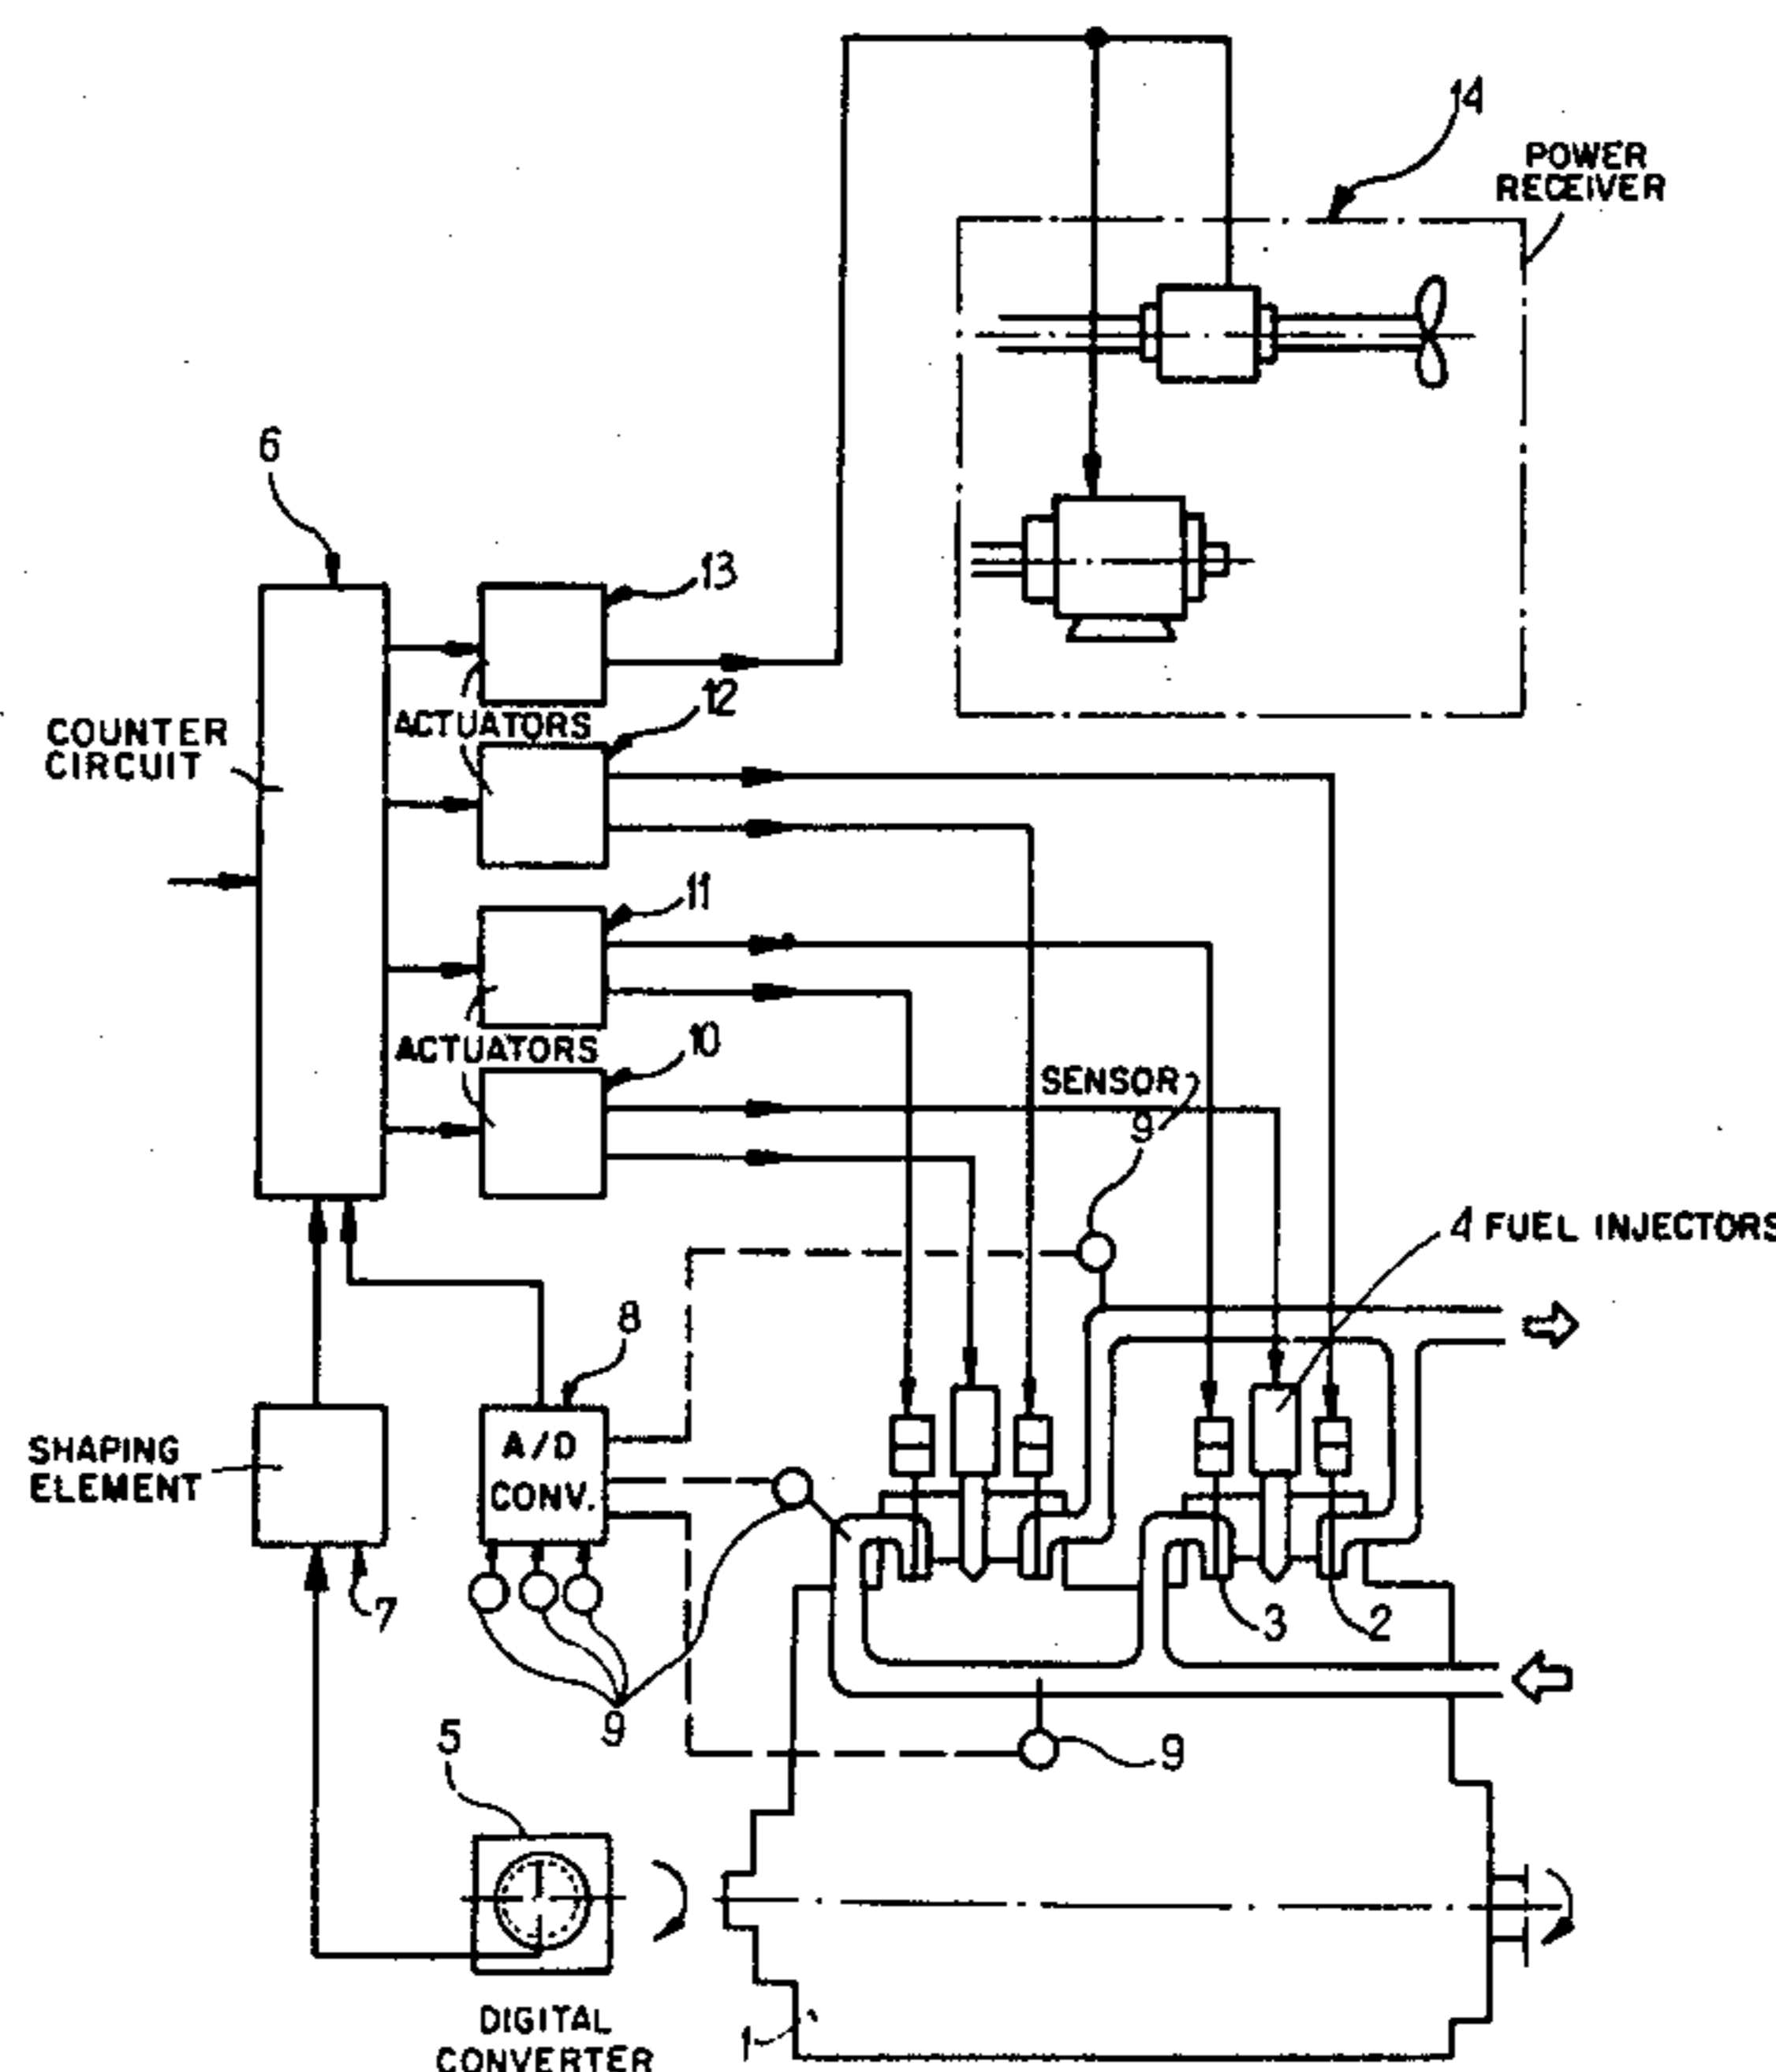 14
POWER
RECEIVER
6
13
12
ACTUATORS
COUNTER
CIRCUIT
11
10
ACTUATORS
SENSOR
9
4 FUEL INJECTORS
8
A/D
CONV.
SHAPING
ELEMENT
7
3
2
9
9
5
DIGITAL
CONVERTER
1